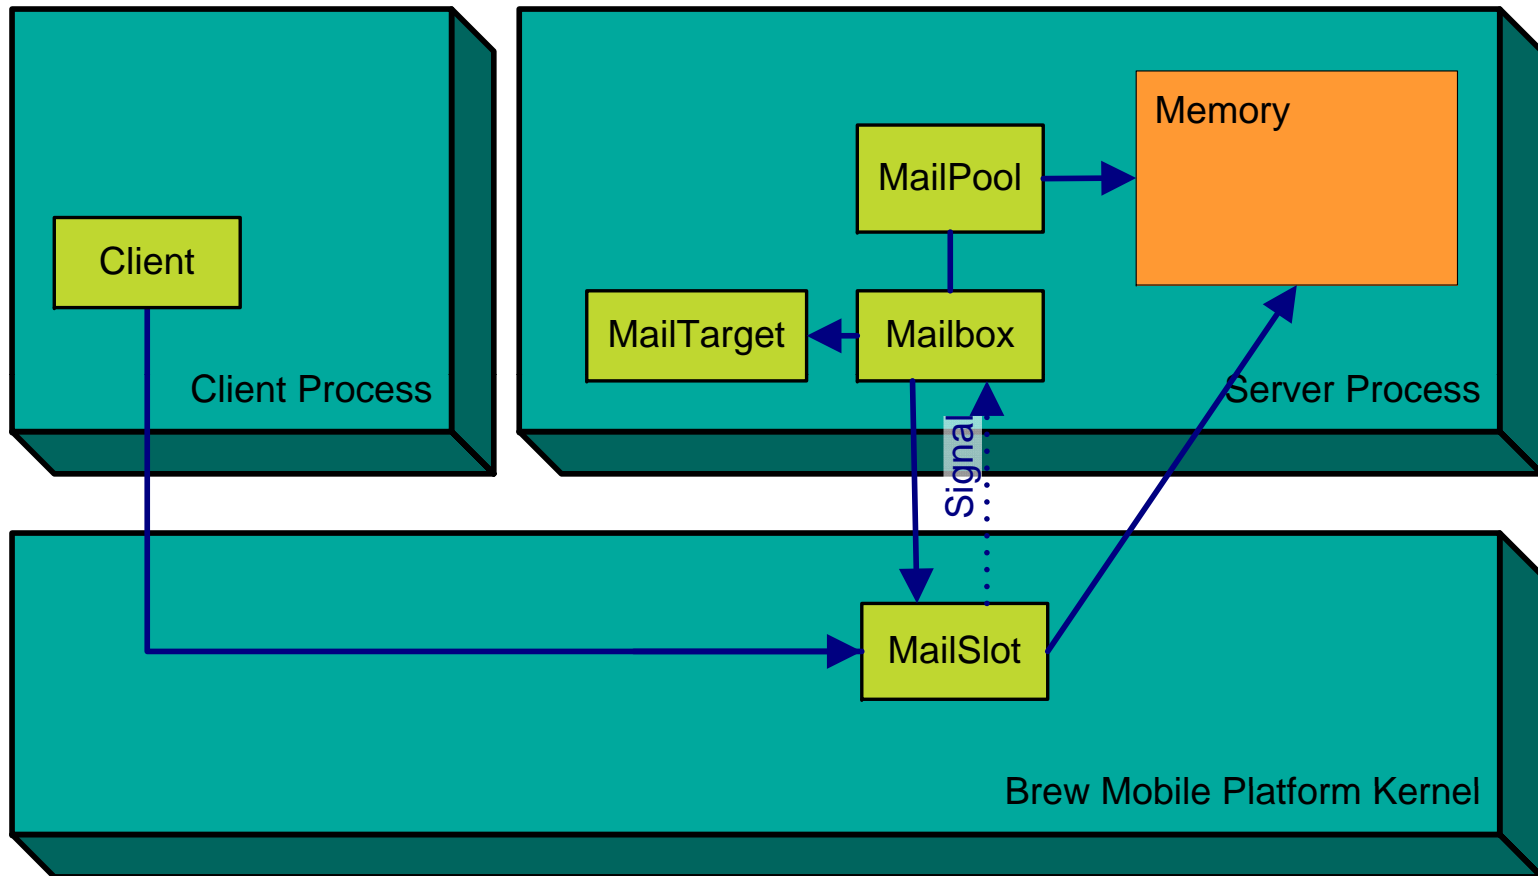 Memory
MailPool
Client
MailTarget
Mailbox
Client Process
Server Process
Signal
MailSlot
Brew Mobile Platform Kernel